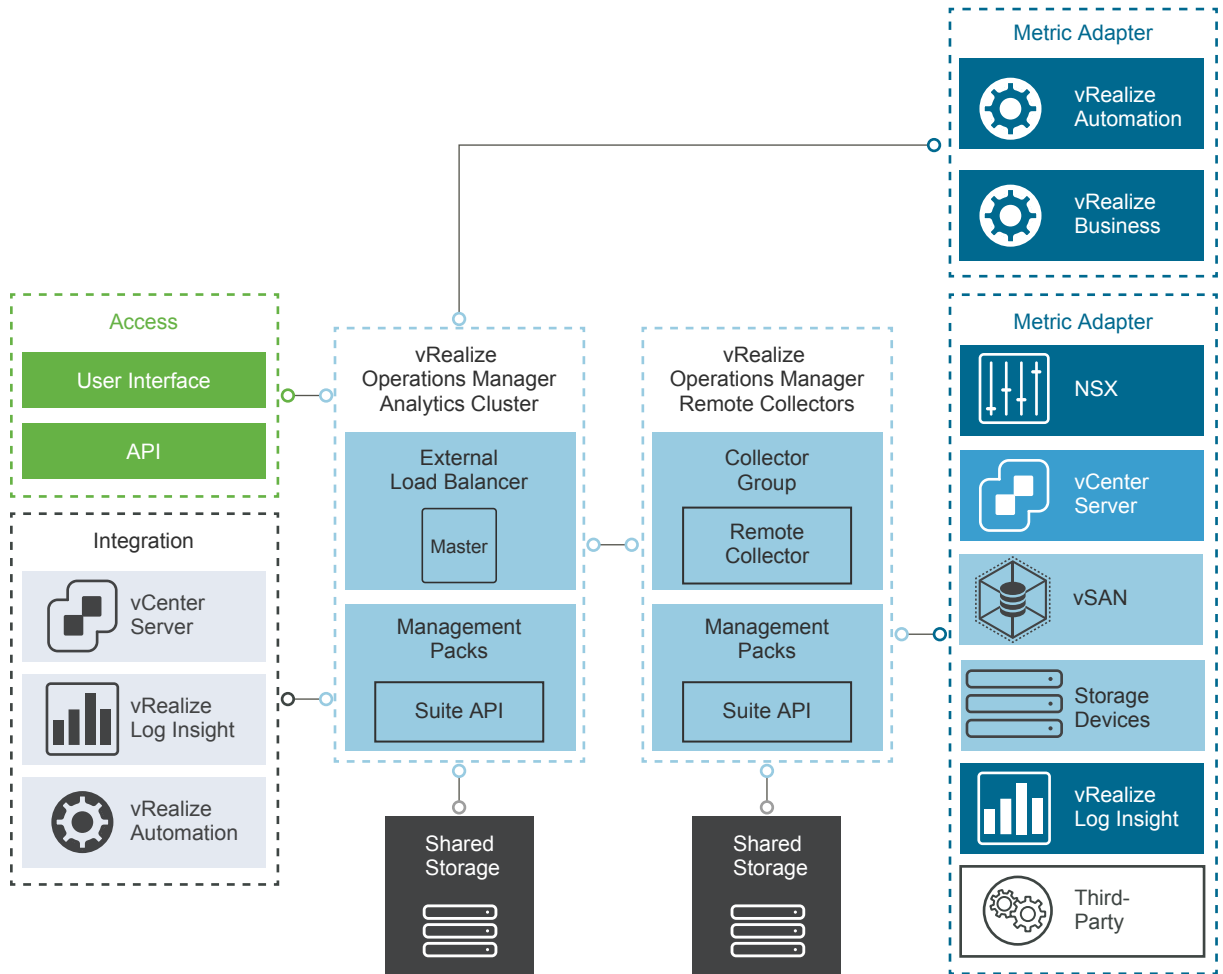 Metric Adapter
vRealize
Automation
vRealize
Business
Access
User Interface
API
Integration
vCenter
Server
vRealize
Log Insight
vRealize
Automation
vRealize
Operations Manager
Analytics Cluster
External
Load Balancer
Master
Management
Packs
Suite API
Shared
Storage
vRealize
Operations Manager
Remote Collectors
Collector
Group
Remote
Collector
Management
Packs
Suite API
Shared
Storage
Metric Adapter
NSX
vCenter
Server
vSAN
Storage
Devices
vRealize
Log Insight
Third-
Party